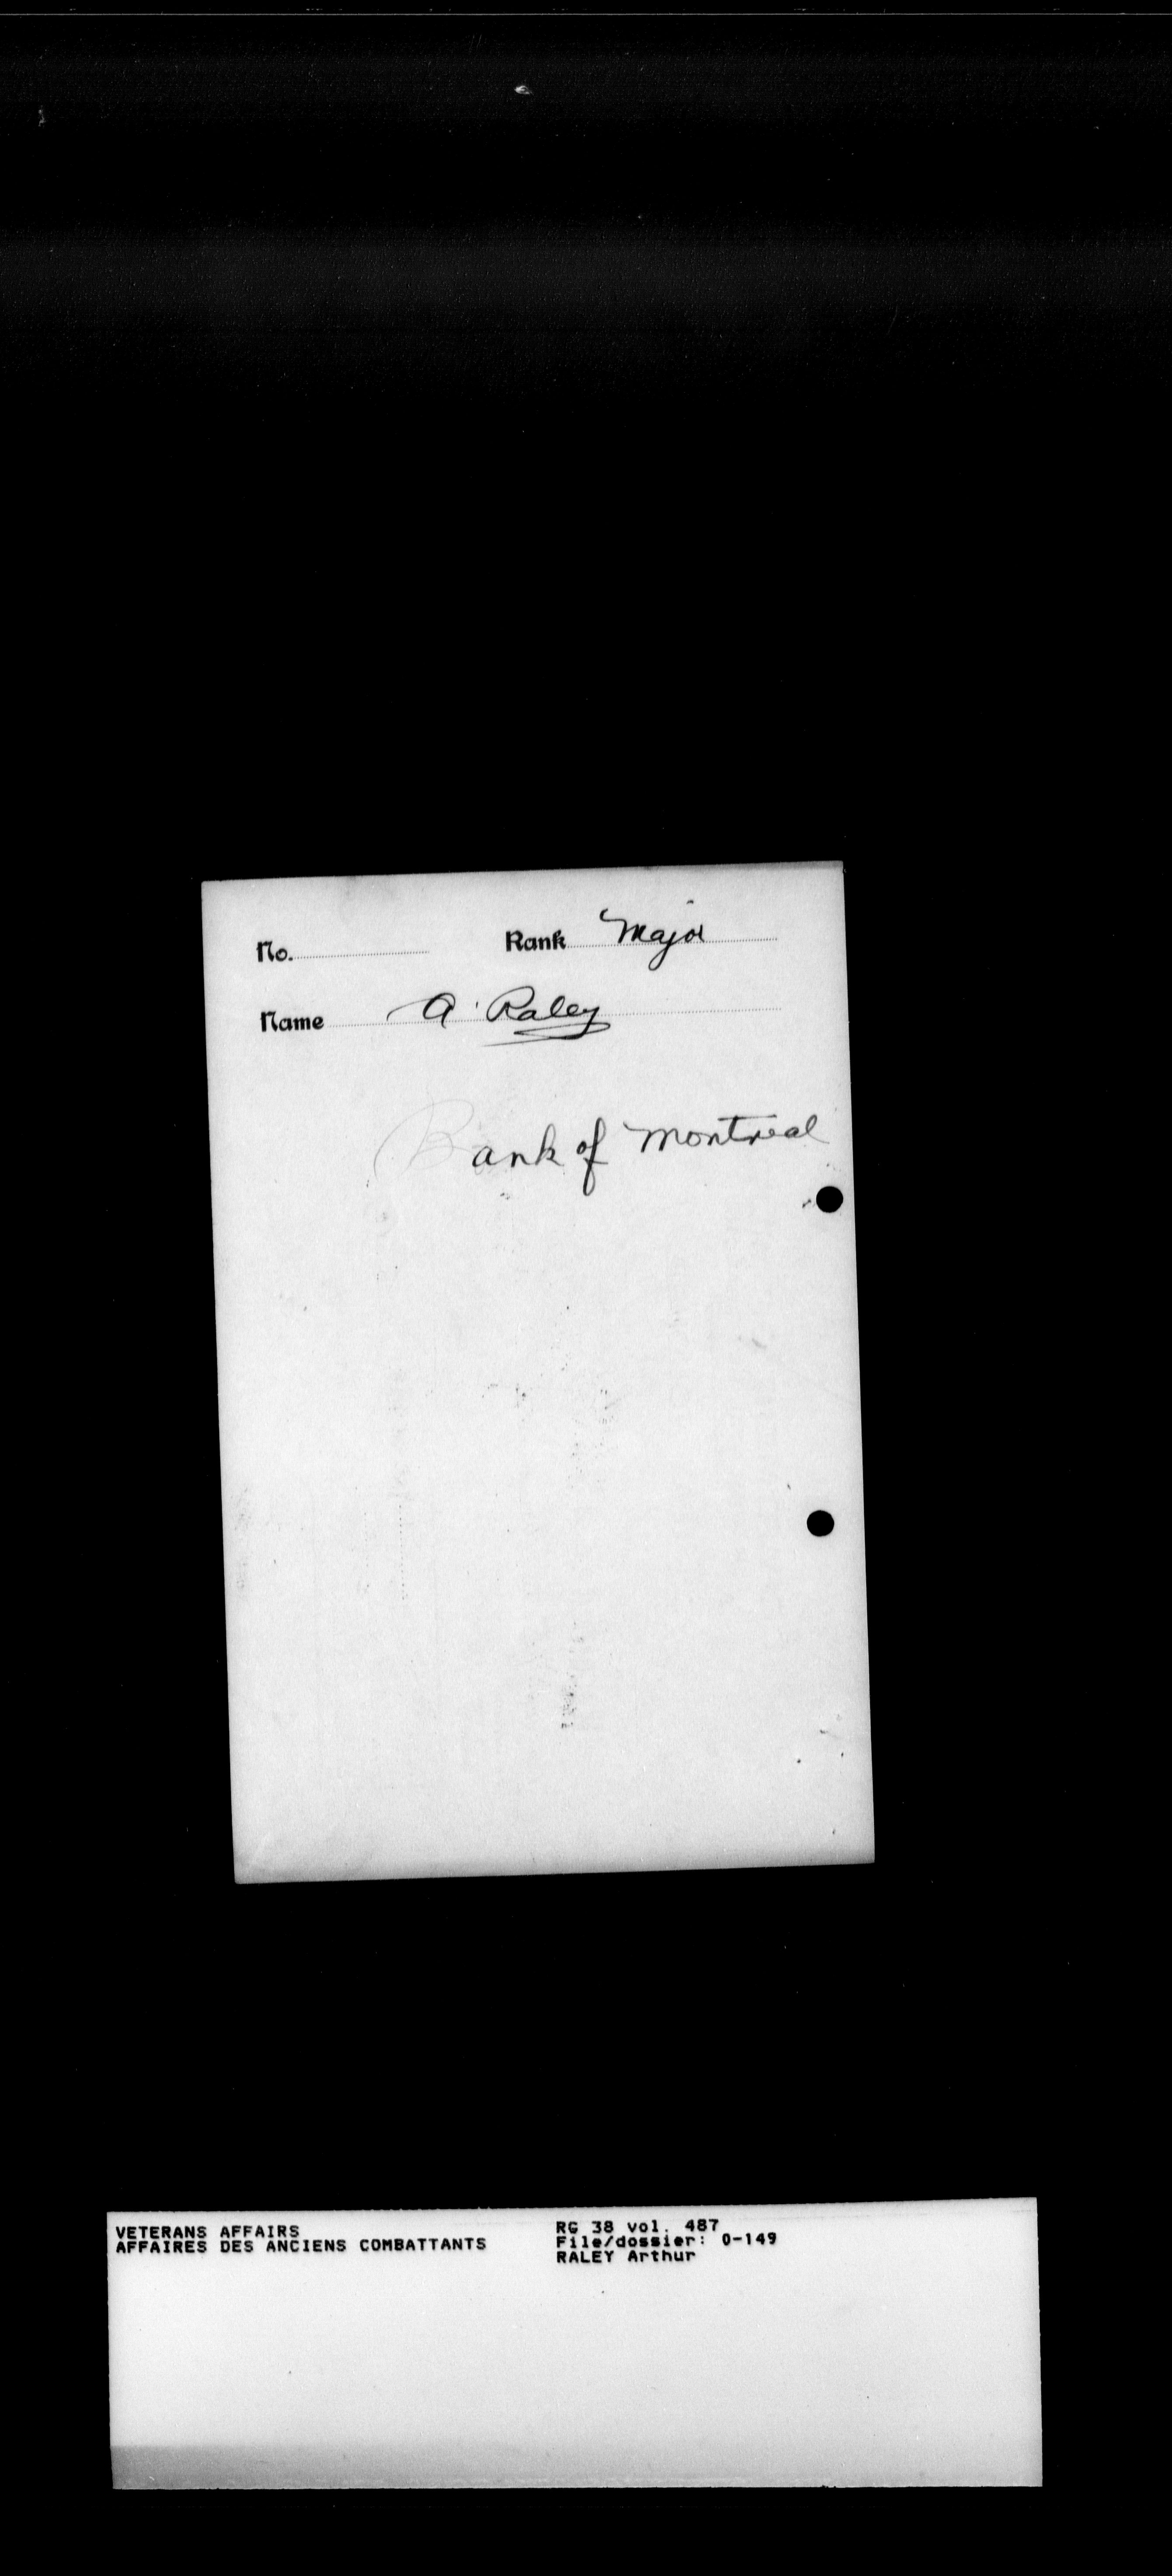 No. Rank Major
Name A. Raley
Bank of Montreal
VETERANS AFFAIRS
AFFAIRES DES ANCIENS COMBATTANTS
RG 38 vol. 487
File/dossier: 0-149
RALEY Arthur